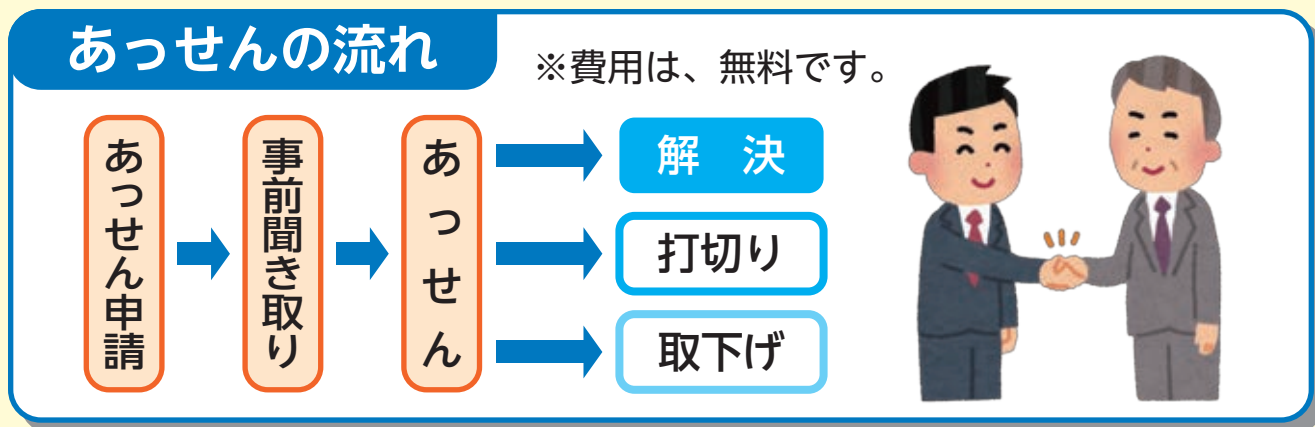 あっせんの流れ
※費用は、無料です。
あっせん申請
事前聞き取り
あっせん
解　決
打切り
取下げ